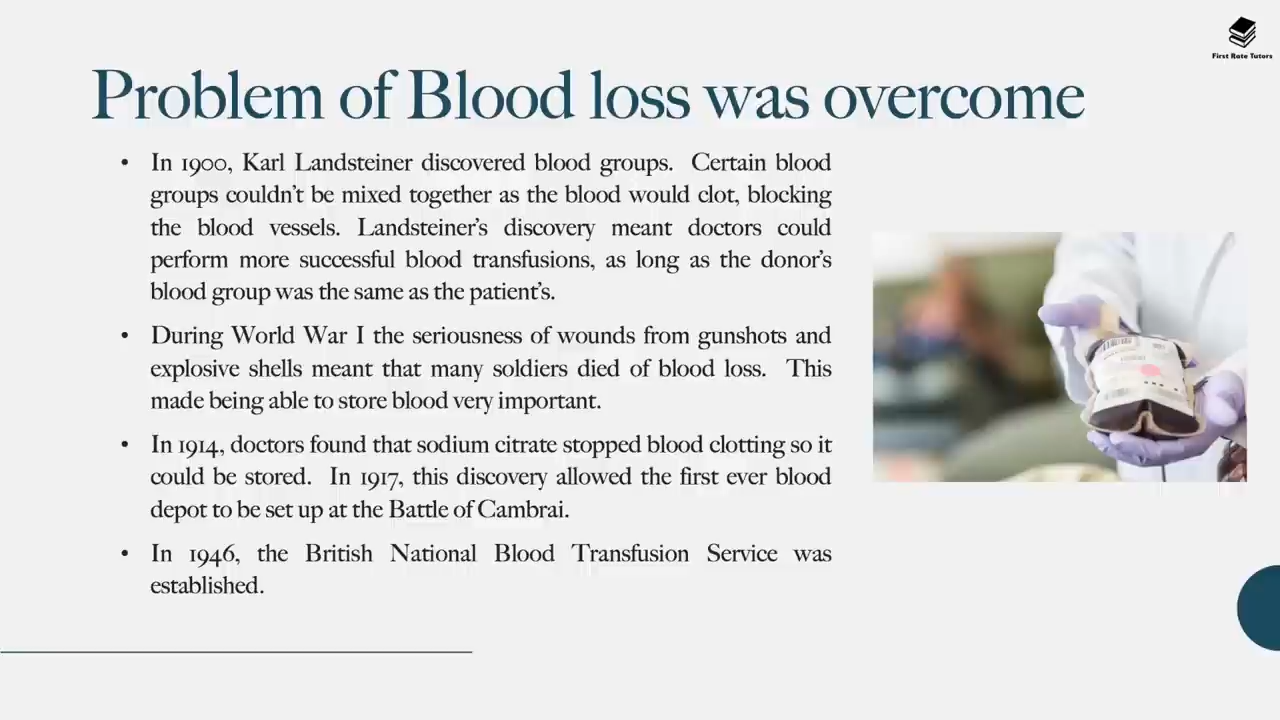 First Rate Tutors
Problem of Blood loss was overcome
• In 1900, Karl Landsteiner discovered blood groups. Certain blood
groups couldn't be mixed together as the blood would clot, blocking
the blood vessels. Landsteiner's discovery meant doctors could
perform more successful blood transfusions, as long as the donor's
blood group was the same as the patient's.
• During World War I the seriousness of wounds from gunshots and
explosive shells meant that many soldiers died of blood loss. This
made being able to store blood very important.
• In 1914, doctors found that sodium citrate stopped blood clotting so it
could be stored. In 1917, this discovery allowed the first ever blood
depot to be set up at the Battle of Cambrai.
• In 1946, the British National Blood Transfusion Service was
established.